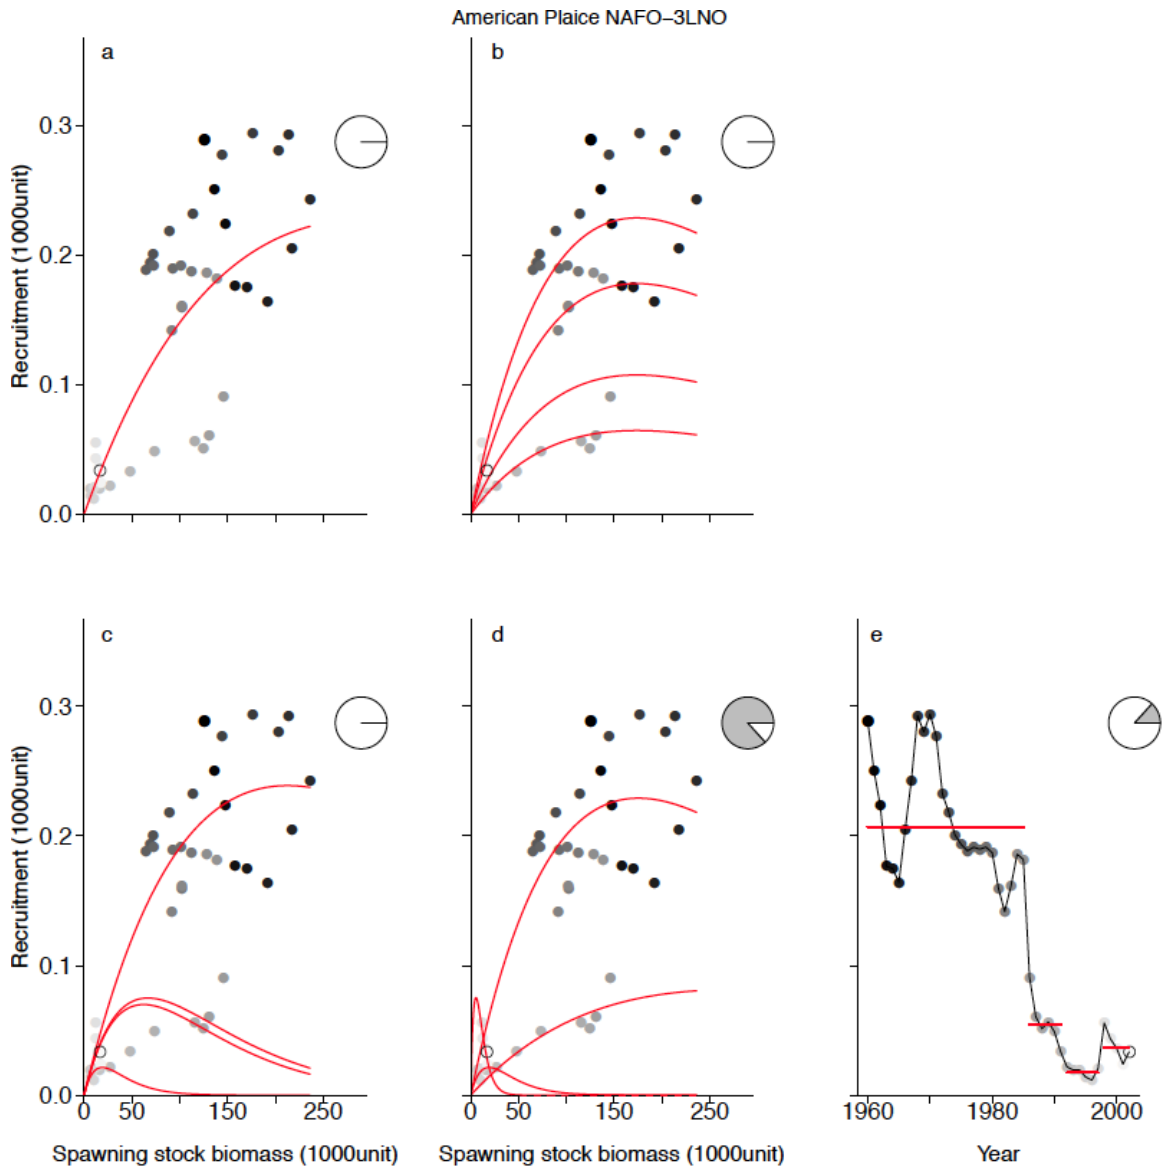 American Plaice NAFO–3LNO
a
b
Recruitment (1000unit)
0.3
0.2
0.1
0.0
c
d
e
Recruitment (1000unit)
0.3
0.2
0.1
0.0
0 50 150 250
0 50 150 250
1960 1980 2000
Spawning stock biomass (1000unit)
Spawning stock biomass (1000unit)
Year